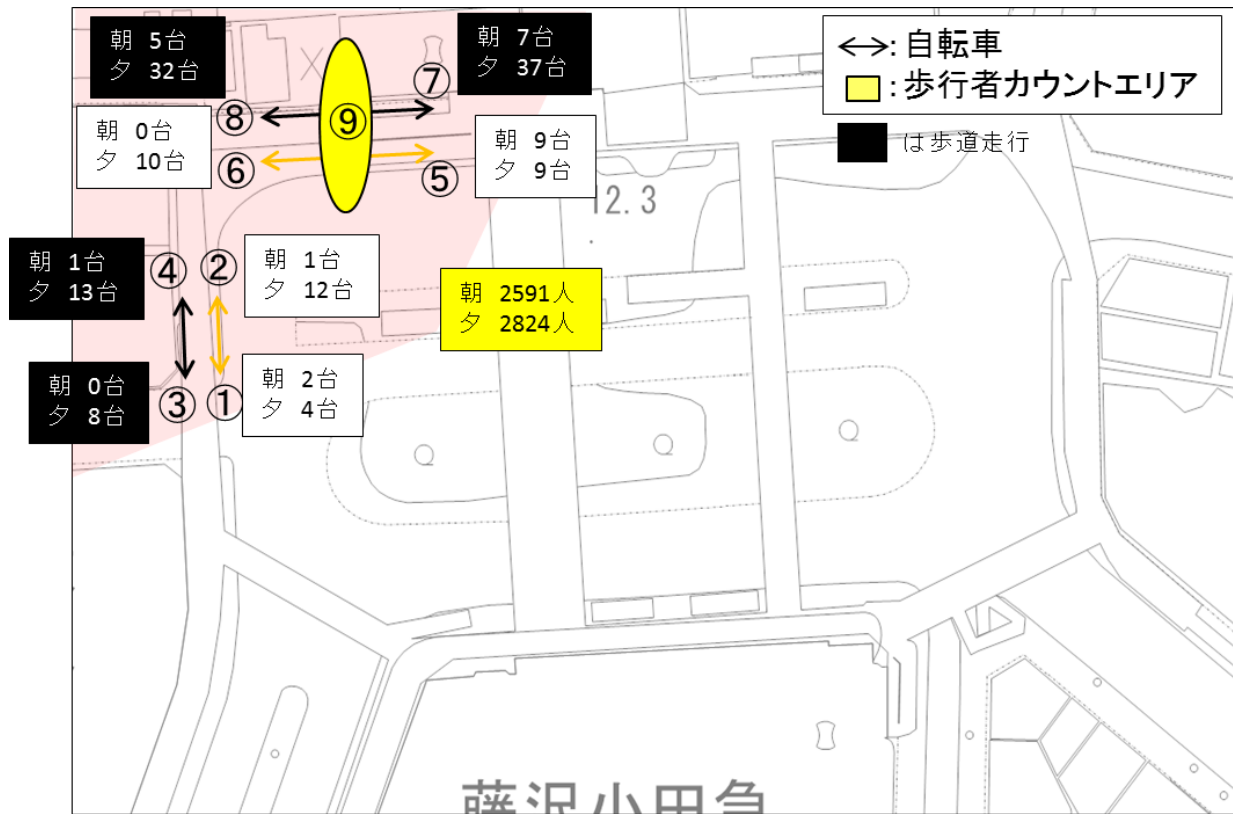 朝 5台
夕 32台
朝 7台
夕 37台
↔: 自転車
: 歩行者カウントエリア
は歩道走行
⑦
⑧
⑨
朝 0台
夕 10台
朝 9台
夕 9台
⑥
⑤
12.3
朝 1台
夕 13台
④
②
朝 1台
夕 12台
朝 2591人
夕 2824人
朝 0台
夕 8台
③
①
朝 2台
夕 4台
藤沢小田急